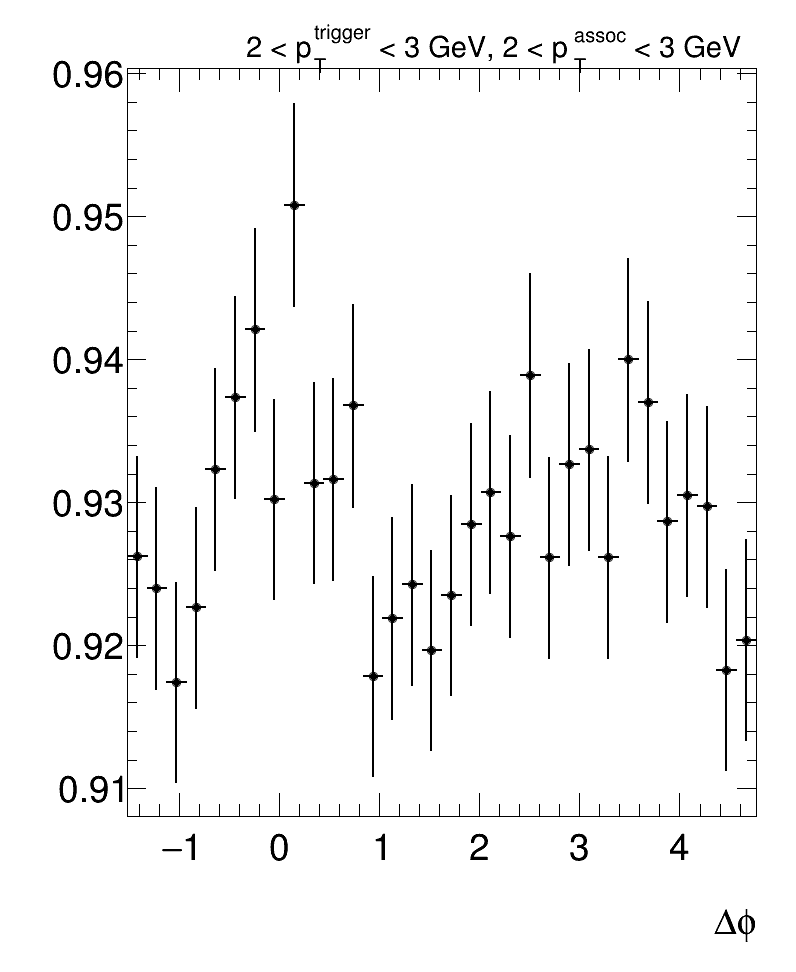 2 < p_T^trigger < 3 GeV, 2 < p_T^assoc < 3 GeV
0.96
0.95
0.94
0.93
0.92
0.91
−1 0 1 2 3 4
Δϕ